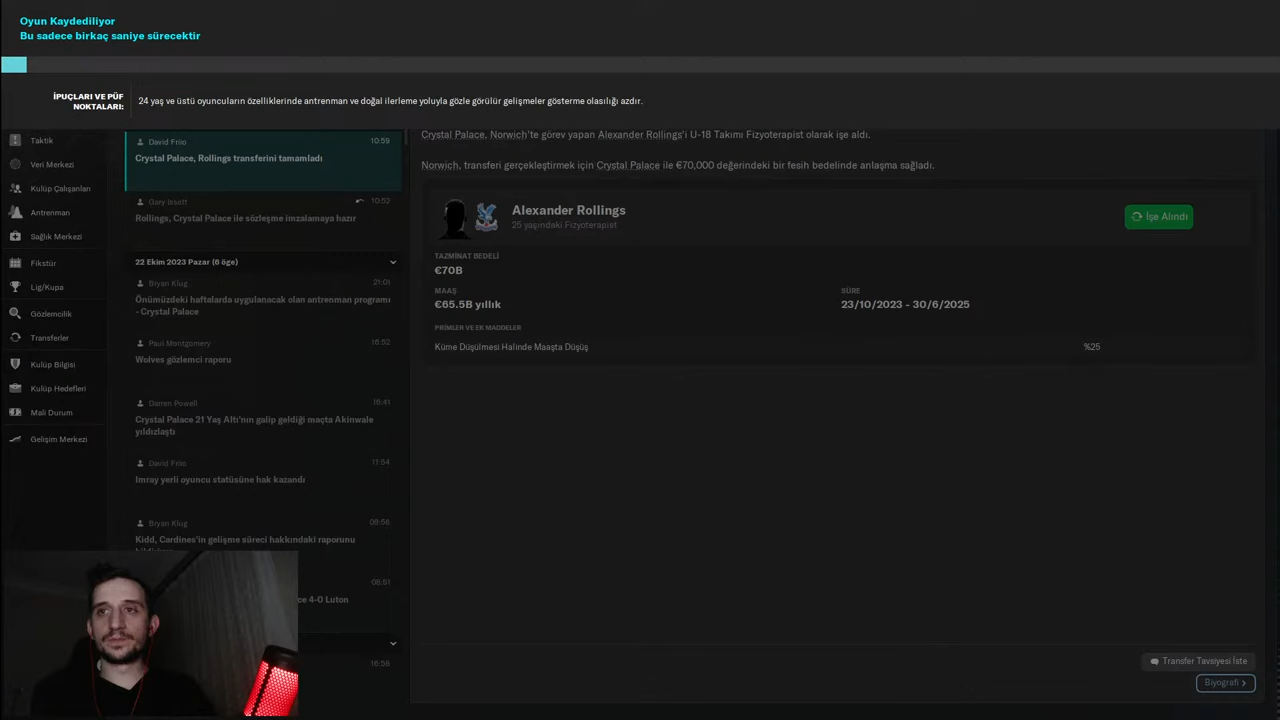 Oyun Kaydediliyor
Bu sadece birkaç saniye sürecektir
İPUÇLARI VE PÜF
NOKTALARI:
24 yaş ve üstü oyuncuların özelliklerinde antrenman ve doğal ilerleme yoluyla gözle görülür gelişmeler gösterme olasılığı azdır.
Taktik
Veri Merkezi
Kulüp Çalışanları
Antrenman
Sağlık Merkezi
Fikstür
Lig/Kupa
Gözlemcilik
Transferler
Kulüp Bilgisi
Kulüp Hedefleri
Mali Durum
Gelişim Merkezi
David Friio 10:59
Crystal Palace, Rollings transferini tamamladı
Gary Issott 10:52
Rollings, Crystal Palace ile sözleşme imzalamaya hazır
22 Ekim 2023 Pazar (6 öge)
Bryan Klug 21:01
Önümüzdeki haftalarda uygulanacak olan antrenman programı
- Crystal Palace
Paul Montgomery 16:52
Wolves gözlemci raporu
Darren Powell 16:41
Crystal Palace 21 Yaş Altı'nın galip geldiği maçta Akinwale
yıldızlaştı
David Friio 11:54
Imray yerli oyuncu statüsüne hak kazandı
Bryan Klug 08:56
Kidd, Cardines'in gelişme süreci hakkındaki raporunu
08:51
ce 4-0 Luton
16:58
Crystal Palace, Norwich'te görev yapan Alexander Rollings'i U-18 Takımı Fizyoterapist olarak işe aldı.
Norwich, transferi gerçekleştirmek için Crystal Palace ile €70,000 değerindeki bir fesih bedelinde anlaşma sağladı.
Alexander Rollings
25 yaşındaki Fizyoterapist
İşe Alındı
TAZMİNAT BEDELİ
€70B
MAAŞ
€65.5B yıllık
SÜRE
23/10/2023 - 30/6/2025
PRİMLER VE EK MADDELER
Küme Düşülmesi Halinde Maaşta Düşüş %25
Transfer Tavsiyesi İste
Biyografi